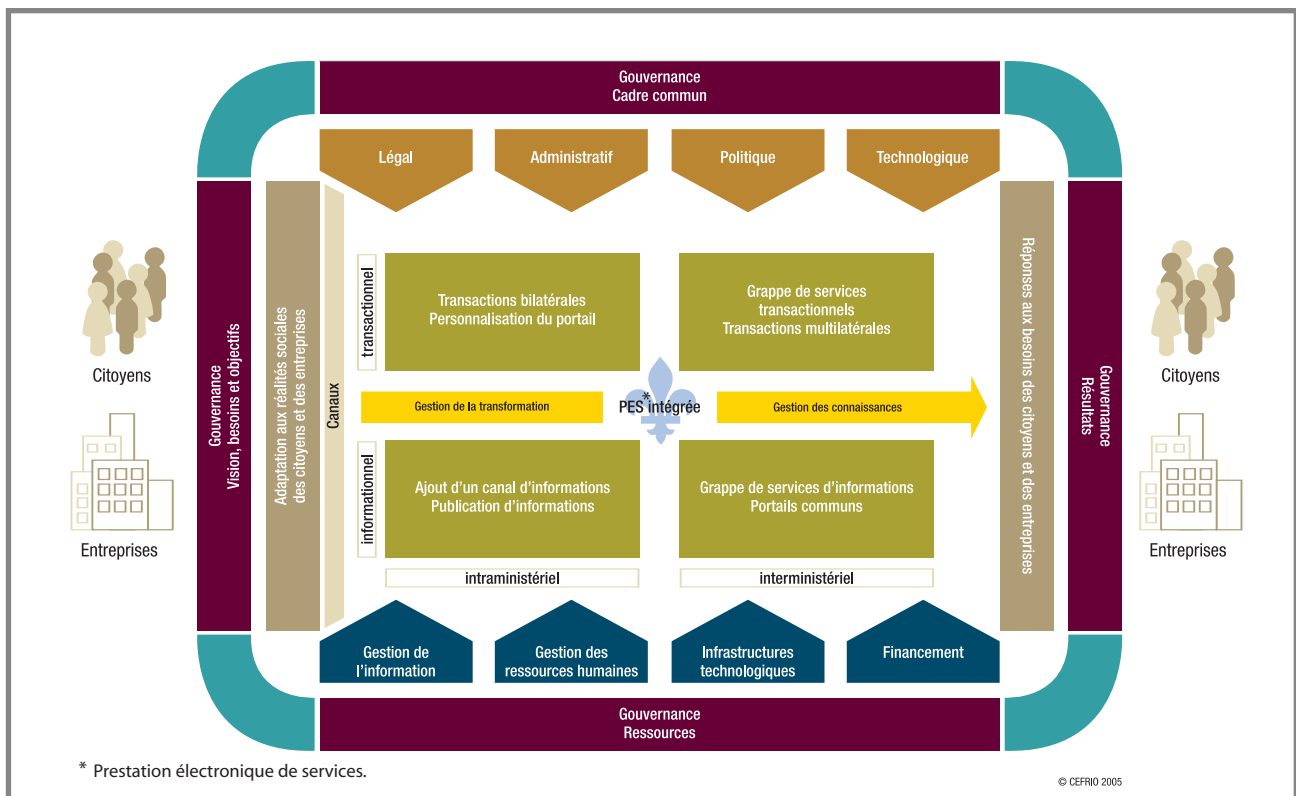 Gouvernance
Cadre commun
Légal
Administratif
Politique
Technologique
Citoyens
Entreprises
Gouvernance
Vision, besoins et objectifs
Adaptation aux réalités sociales
des citoyens et des entreprises
Canaux
transactionnel
Transactions bilatérales
Personnalisation du portail
Grappe de services
transactionnels
Transactions multilatérales
Gestion de la transformation
PES* intégrée
Gestion des connaissances
informationnel
Ajout d'un canal d'informations
Publication d'informations
Grappe de services d'informations
Portails communs
intraministériel
interministériel
Réponses aux besoins des citoyens et des entreprises
Gouvernance
Résultats
Citoyens
Entreprises
Gestion de
l'information
Gestion des
ressources humaines
Infrastructures
technologiques
Financement
Gouvernance
Ressources
* Prestation électronique de services.
© CEFRIO 2005